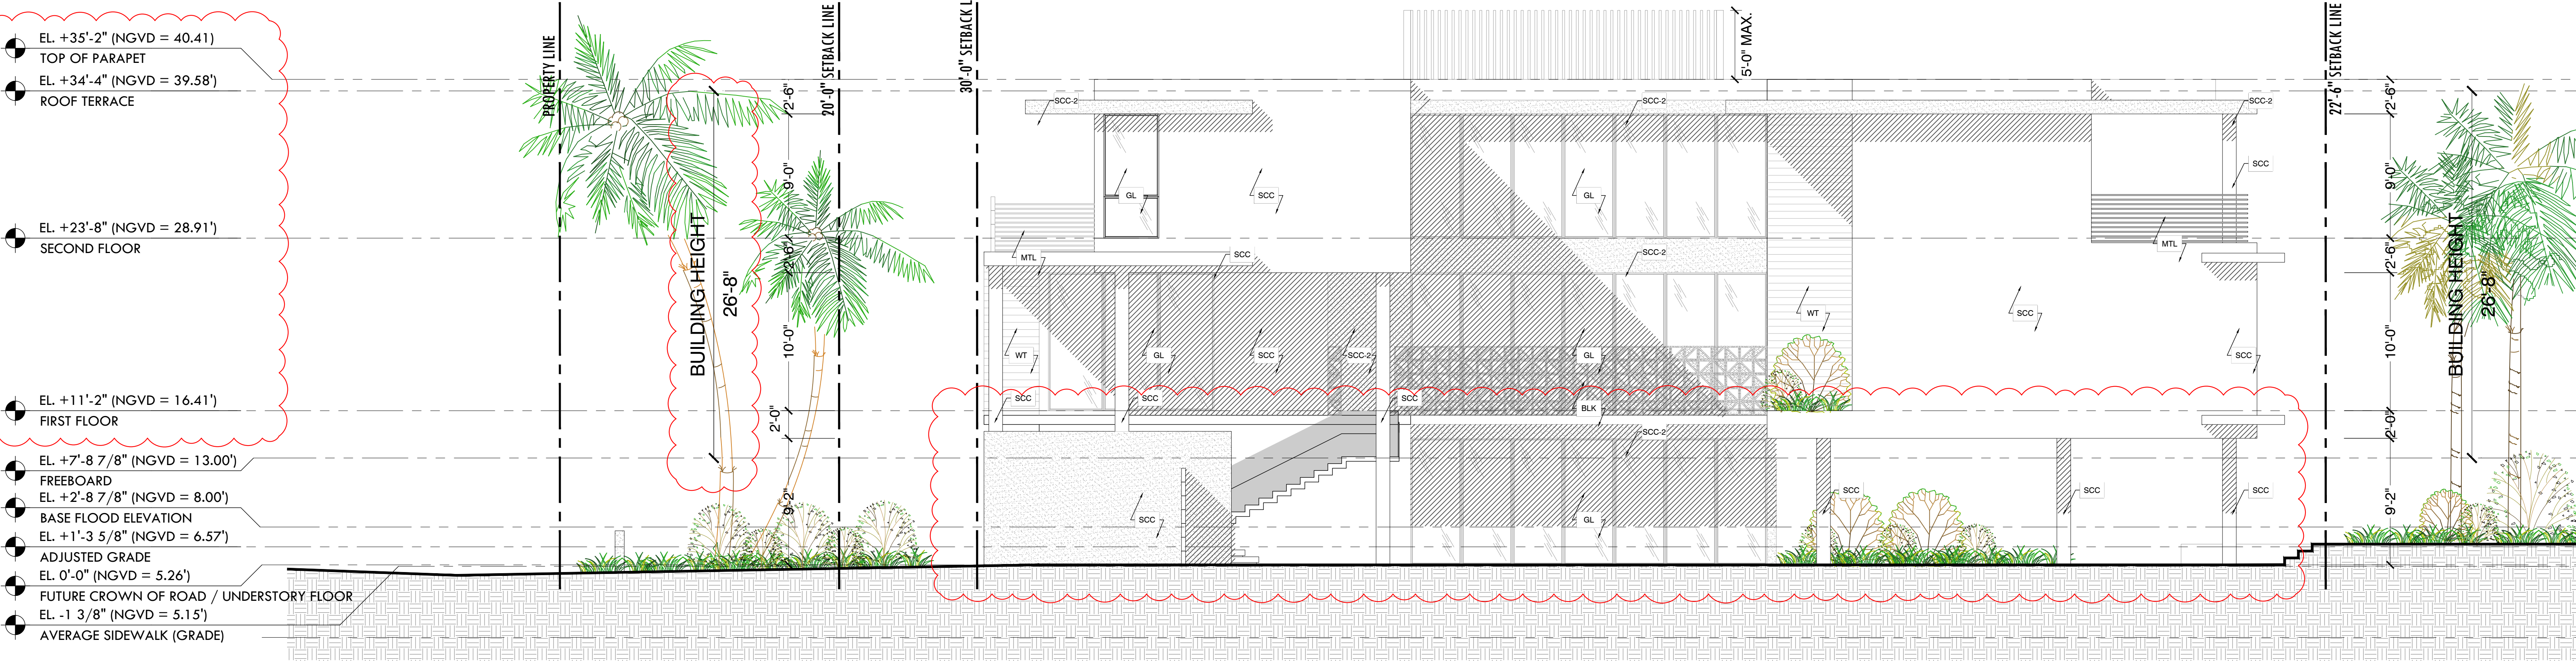 EL. +35'-2" (NGVD = 40.41)
TOP OF PARAPET
EL. +34'-4" (NGVD = 39.58')
ROOF TERRACE
EL. +23'-8" (NGVD = 28.91')
SECOND FLOOR
EL. +11'-2" (NGVD = 16.41')
FIRST FLOOR
EL. +7'-8 7/8" (NGVD = 13.00')
FREEBOARD
EL. +2'-8 7/8" (NGVD = 8.00')
BASE FLOOD ELEVATION
EL. +1'-3 5/8" (NGVD = 6.57')
ADJUSTED GRADE
EL. 0'-0" (NGVD = 5.26')
FUTURE CROWN OF ROAD / UNDERSTORY FLOOR
EL. -1 3/8" (NGVD = 5.15')
AVERAGE SIDEWALK (GRADE)
PROPERTY LINE
BUILDING HEIGHT
26'-8"
2'-6"
9'-0"
2'-6"
10'-0"
2'-0"
9'-2"
20'-0" SETBACK LINE
30'-0" SETBACK L
5'-0" MAX.
SCC-2
SCC-2
SCC-2
GL
SCC
GL
SCC
MTL
SCC
SCC-2
MTL
WT
SCC
WT
GL
SCC
SCC-2
GL
SCC
SCC
SCC
SCC
BLK
SCC-2
SCC
GL
SCC
SCC
SCC
22'-6" SETBACK LINE
2'-6"
9'-0"
2'-6"
10'-0"
2'-0"
9'-2"
BUILDING HEIGHT
26'-8"